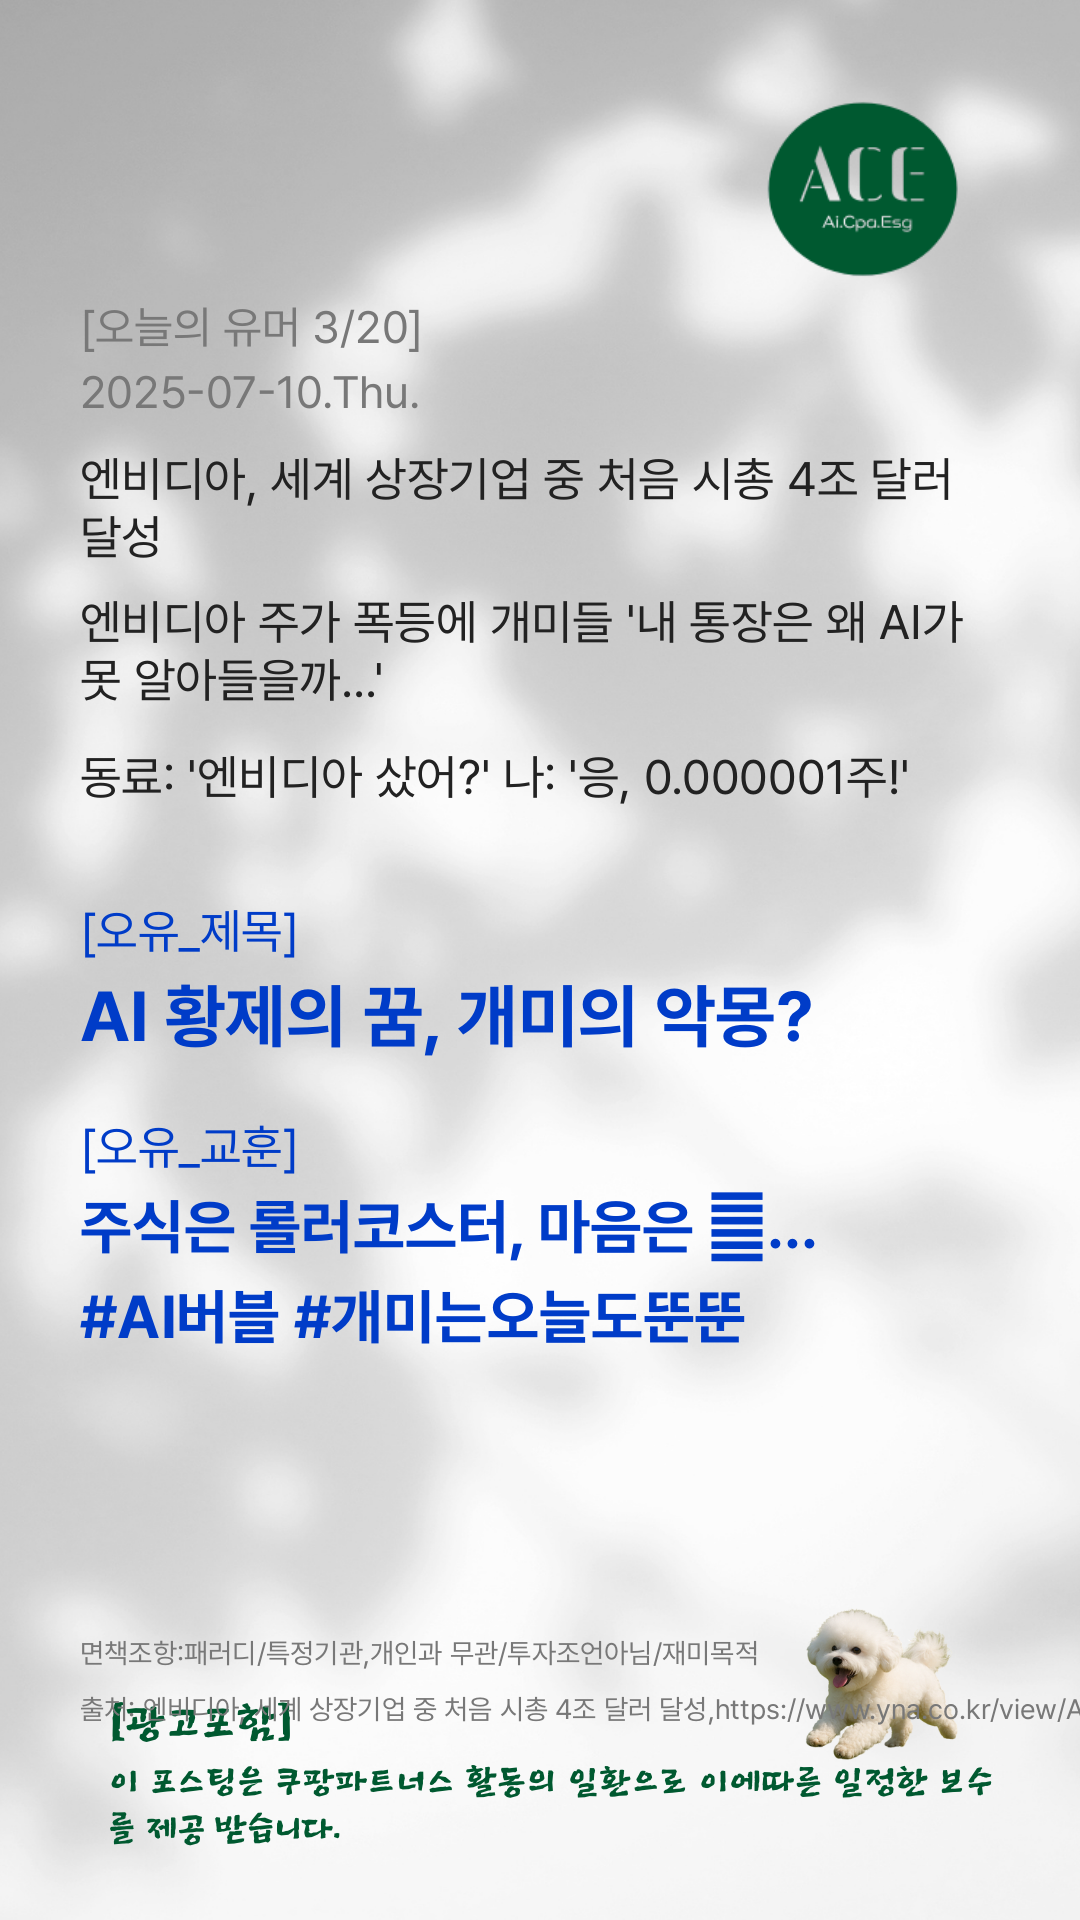 ACE
Ai.Cpa.Esg
[오늘의 유머 3/20]
2025-07-10.Thu.
엔비디아, 세계 상장기업 중 처음 시총 4조 달러
달성
엔비디아 주가 폭등에 개미들 '내 통장은 왜 AI가
못 알아들을까...'
동료: '엔비디아 샀어?' 나: '응, 0.000001주!'
[오유_제목]
AI 황제의 꿈, 개미의 악몽?
[오유_교훈]
주식은 롤러코스터, 마음은 ䷀...
#AI버블 #개미는오늘도뚠뚠
면책조항:패러디/특정기관,개인과 무관/투자조언아님/재미목적
출처: 엔비디아, 세계 상장기업 중 처음 시총 4조 달러 달성,https://www.yna.co.kr/view/A
[광고포함]
이 포스팅은 쿠팡파트너스 활동의 일환으로 이에따른 일정한 보수
를 제공 받습니다.